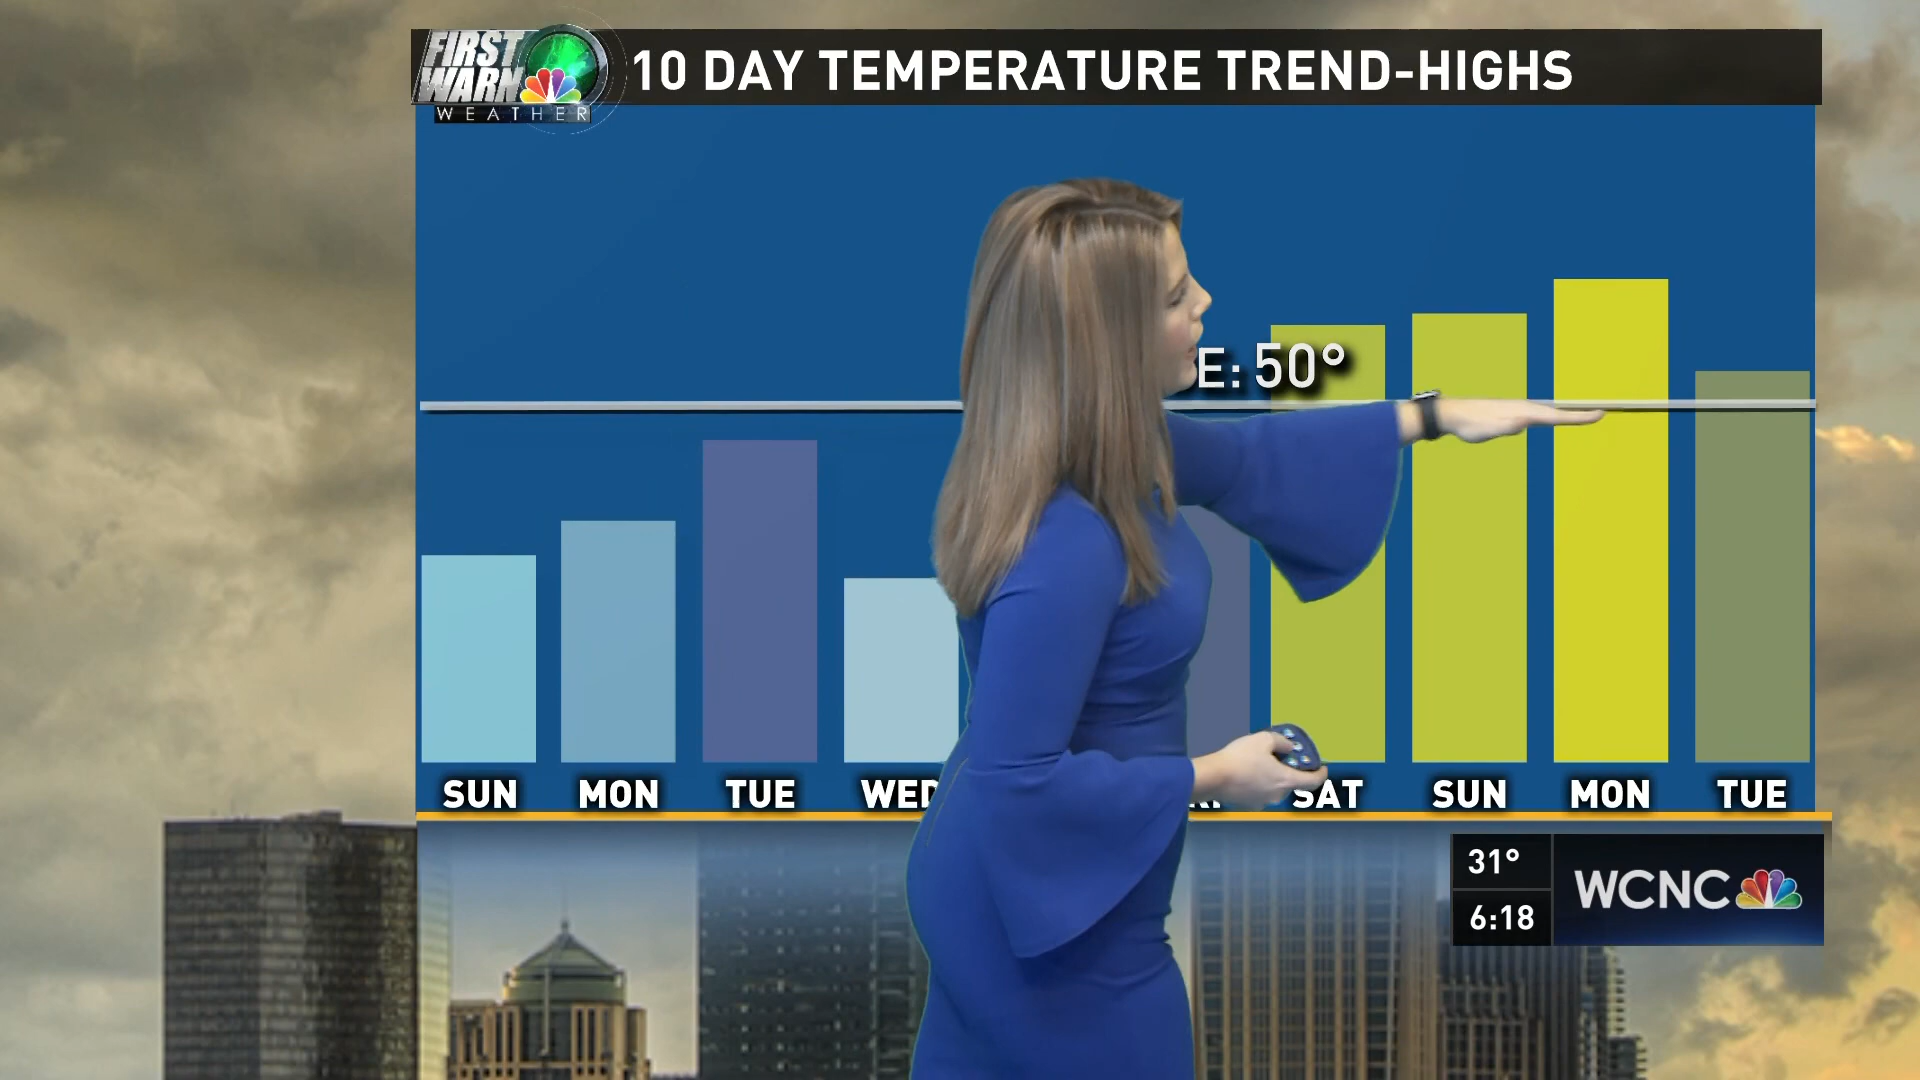 FIRST
WARN
WEATHER
10 DAY TEMPERATURE TREND-HIGHS
E: 50°
SUN MON TUE WED SAT SUN MON TUE
31°
6:18
WCNC